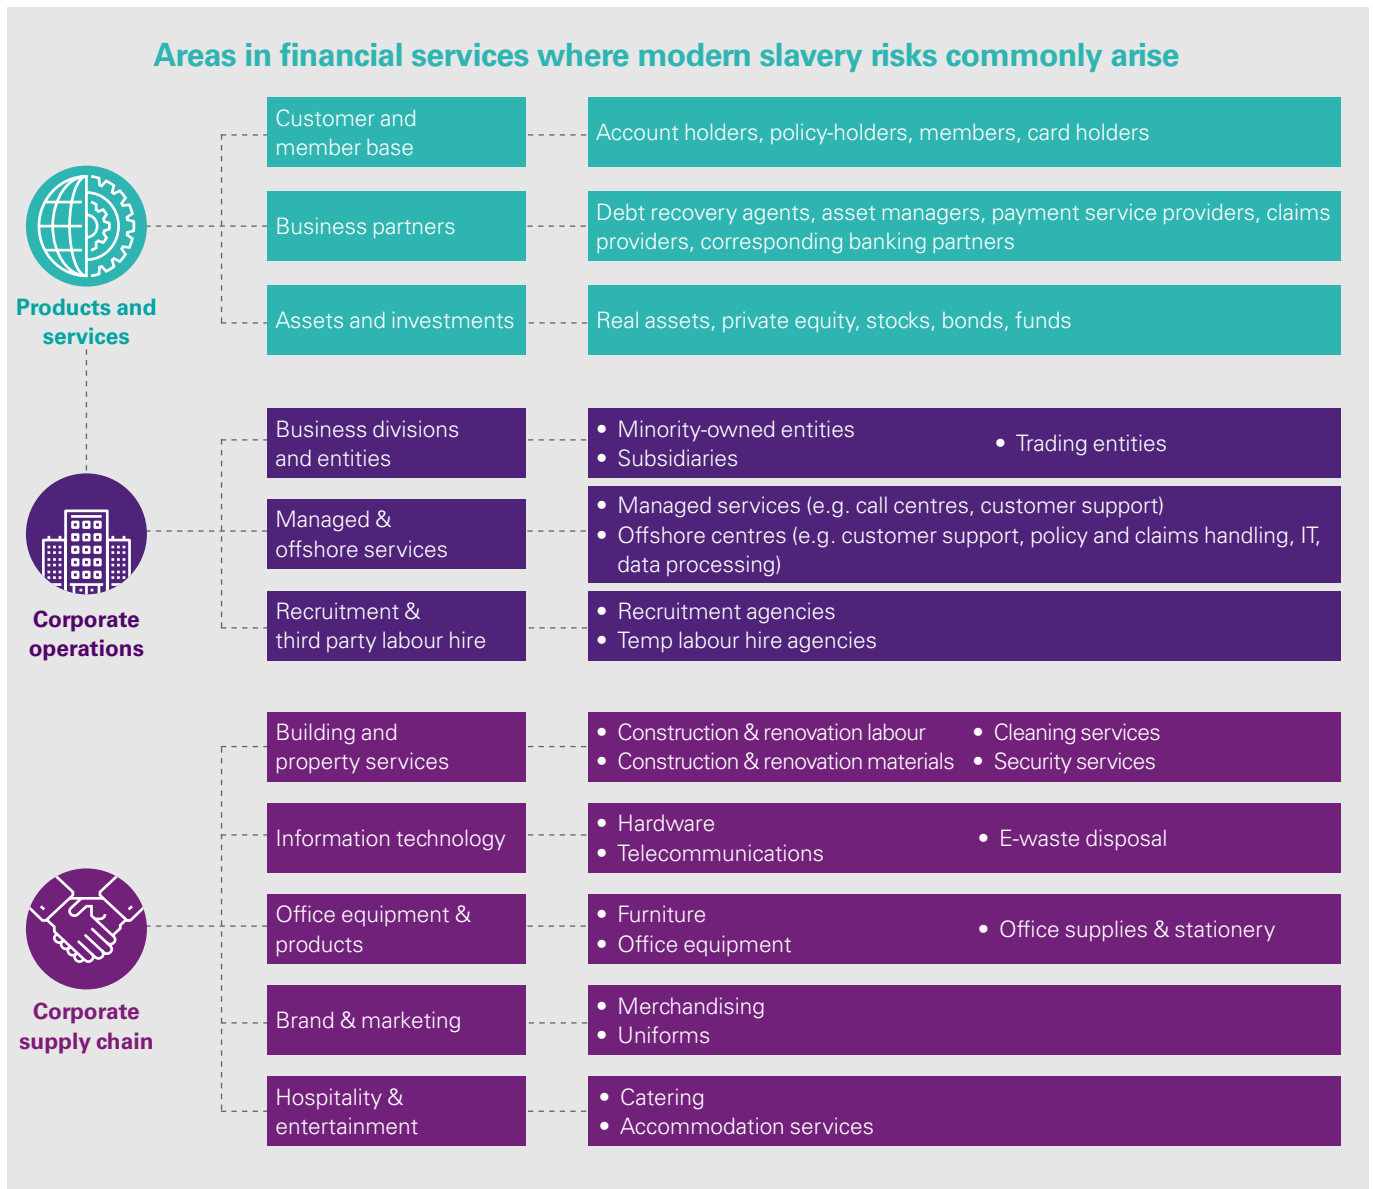 Areas in financial services where modern slavery risks commonly arise
Products and
services
Customer and
member base
Account holders, policy-holders, members, card holders
Business partners
Debt recovery agents, asset managers, payment service providers, claims
providers, corresponding banking partners
Assets and investments
Real assets, private equity, stocks, bonds, funds
Corporate
operations
Business divisions
and entities
• Minority-owned entities
• Subsidiaries
• Trading entities
Managed &
offshore services
• Managed services (e.g. call centres, customer support)
• Offshore centres (e.g. customer support, policy and claims handling, IT,
data processing)
Recruitment &
third party labour hire
• Recruitment agencies
• Temp labour hire agencies
Corporate
supply chain
Building and
property services
• Construction & renovation labour
• Construction & renovation materials
• Cleaning services
• Security services
Information technology
• Hardware
• Telecommunications
• E-waste disposal
Office equipment &
products
• Furniture
• Office equipment
• Office supplies & stationery
Brand & marketing
• Merchandising
• Uniforms
Hospitality &
entertainment
• Catering
• Accommodation services